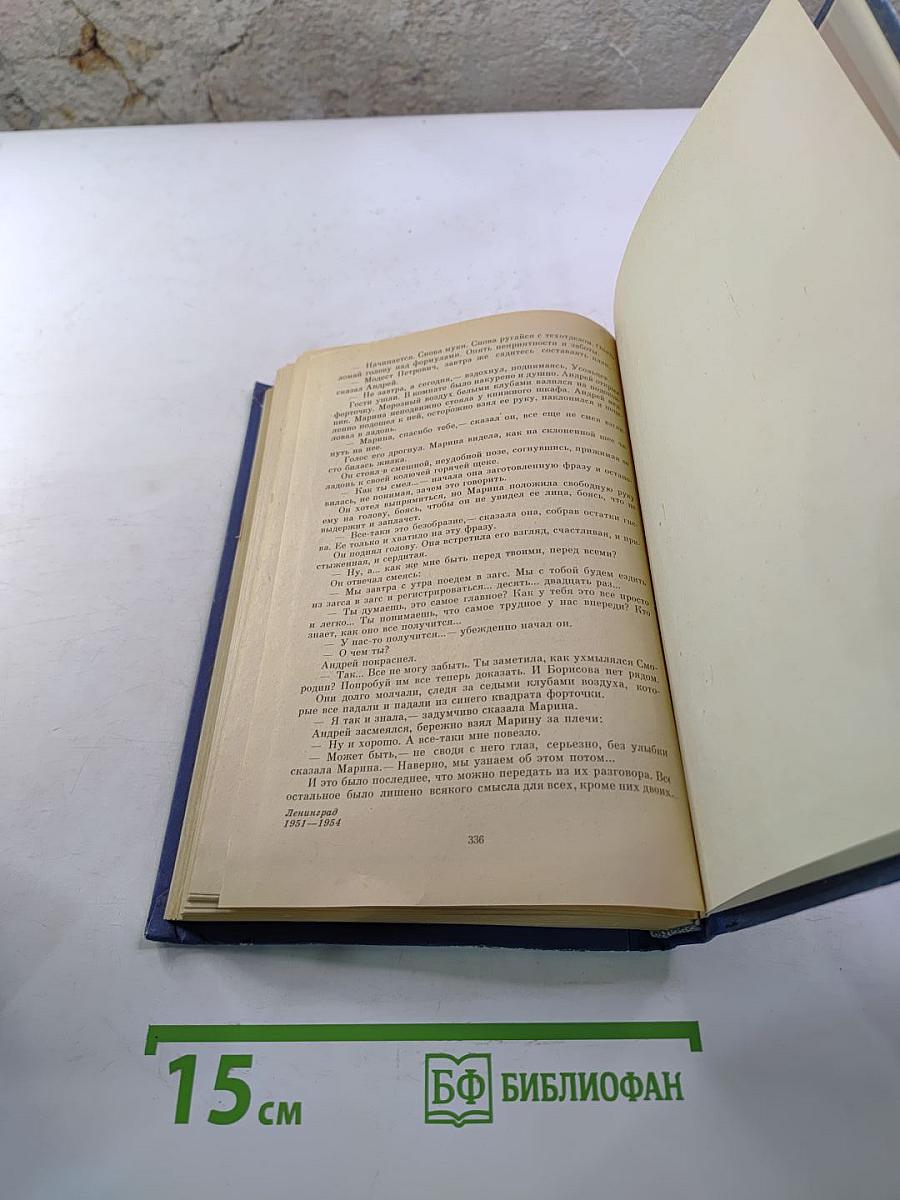 — Начинается. Снова муки. Снова ругайся с техотделом.
ломай голову над формулами. Опять неприятности и заботы.
— Модест Петрович, завтра же садитесь составлять
сказал Андрей.
— Не завтра, а сегодня,— вздохнул, поднимаясь, Усольцев.
Гости ушли. В комнате было накурено и душно. Андрей
форточку. Морозный воздух белыми клубами валился на
ник. Марина неподвижно стояла у книжного шкафа. Андрей
ленно подошел к ней, осторожно взял ее руку, наклонился и
ловал в ладонь.
— Марина, спасибо тебе,— сказал он, все еще не смея
нуть на нее.
Голос его дрогнул. Марина видела, как на склоненной шее
сто билась жилка.
Он стоял в смешной, неудобной позе, согнувшись, прижимая
ладонь к своей колючей горячей щеке.
— Как ты смел...— начала она заготовленную фразу и остано-
вилась, не понимая, зачем это говорить.
Он хотел выпрямиться, но Марина положила свободную руку
ему на голову, боясь, чтобы он не увидел ее лица, боясь, что не
выдержит и заплачет.
— Все-таки это безобразие,— сказала она, собрав остатки гне-
ва. Ее только и хватило на эту фразу.
Он поднял голову. Она встретила его взгляд, счастливая, и при-
стыженная, и сердитая.
— Ну, а... как же мне быть перед твоими, перед всеми?
Он отвечал смеясь:
— Мы завтра с утра поедем в загс. Мы с тобой будем ездить
из загса в загс и регистрироваться... десять... двадцать раз...
— Ты думаешь, это самое главное? Как у тебя это все просто
и легко... Ты понимаешь, что самое трудное у нас впереди? Кто
знает, как оно все получится...
— У нас-то получится...— убежденно начал он.
— О чем ты?
Андрей покраснел.
— Так... Все не могу забыть. Ты заметила, как ухмылялся Смо-
родин? Попробуй им все теперь доказать. И Борисова нет рядом.
Они долго молчали, следя за седыми клубами воздуха, кото-
рые все падали и падали из синего квадрата форточки.
— Я так и знала,— задумчиво сказала Марина.
Андрей засмеялся, бережно взял Марину за плечи:
— Ну и хорошо. А все-таки мне повезло.
— Может быть,— не сводя с него глаз, серьезно, без улыбки
сказала Марина.— Наверно, мы узнаем об этом потом...
И это было последнее, что можно передать из их разговора. Все
остальное было лишено всякого смысла для всех, кроме них двоих.
Ленинград
1951—1954
336
15 см
БФ БИБЛИОФАН